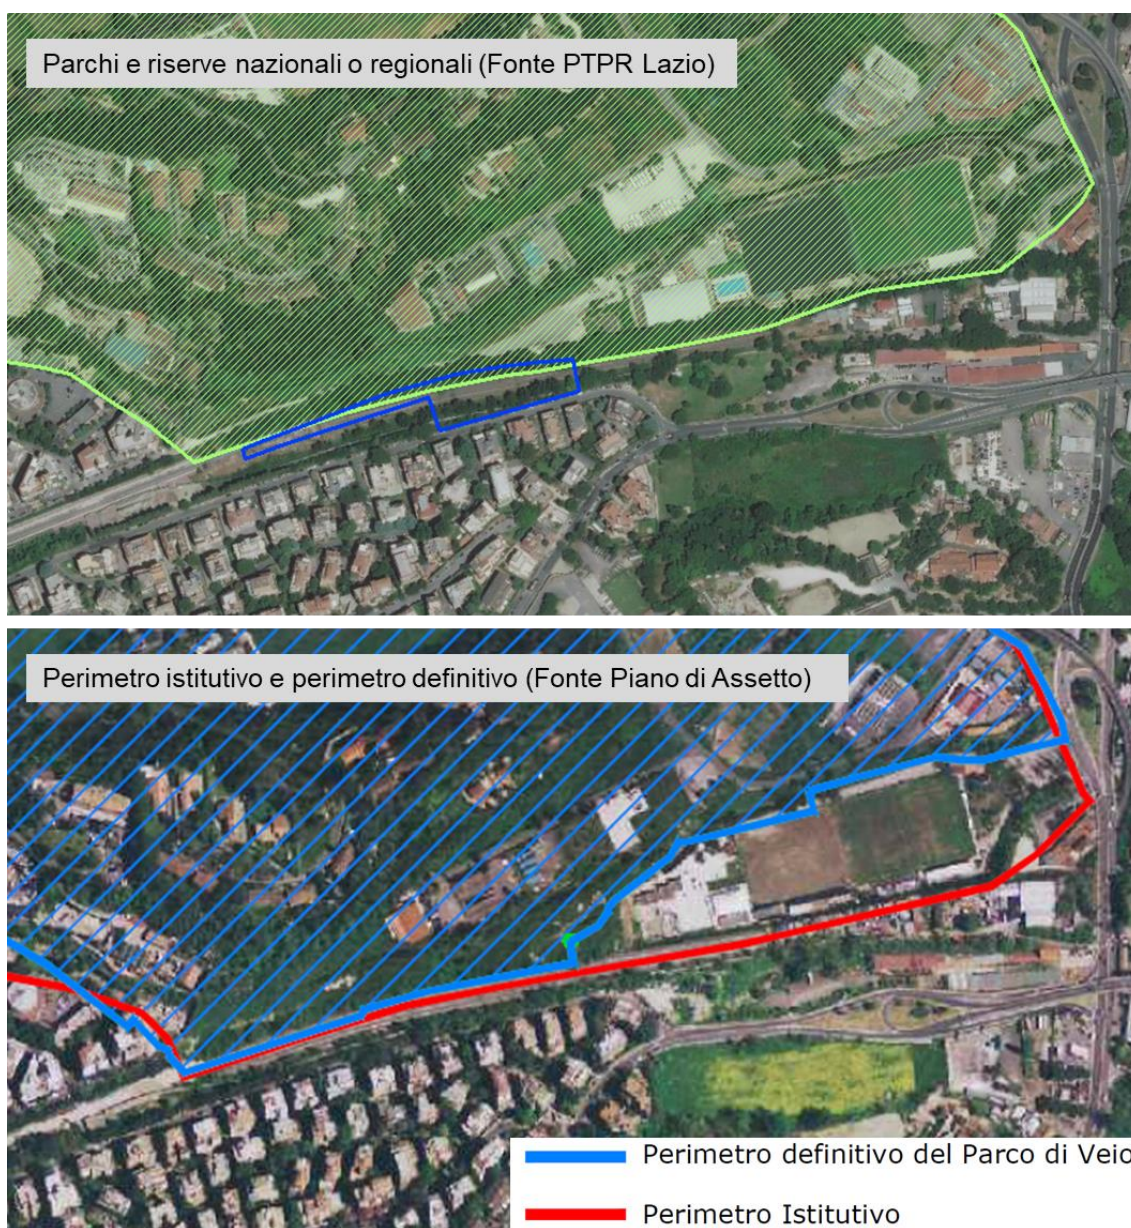 Parchi e riserve nazionali o regionali (Fonte PTPR Lazio)
Perimetro istitutivo e perimetro definitivo (Fonte Piano di Assetto)
Perimetro definitivo del Parco di Veio
Perimetro Istitutivo